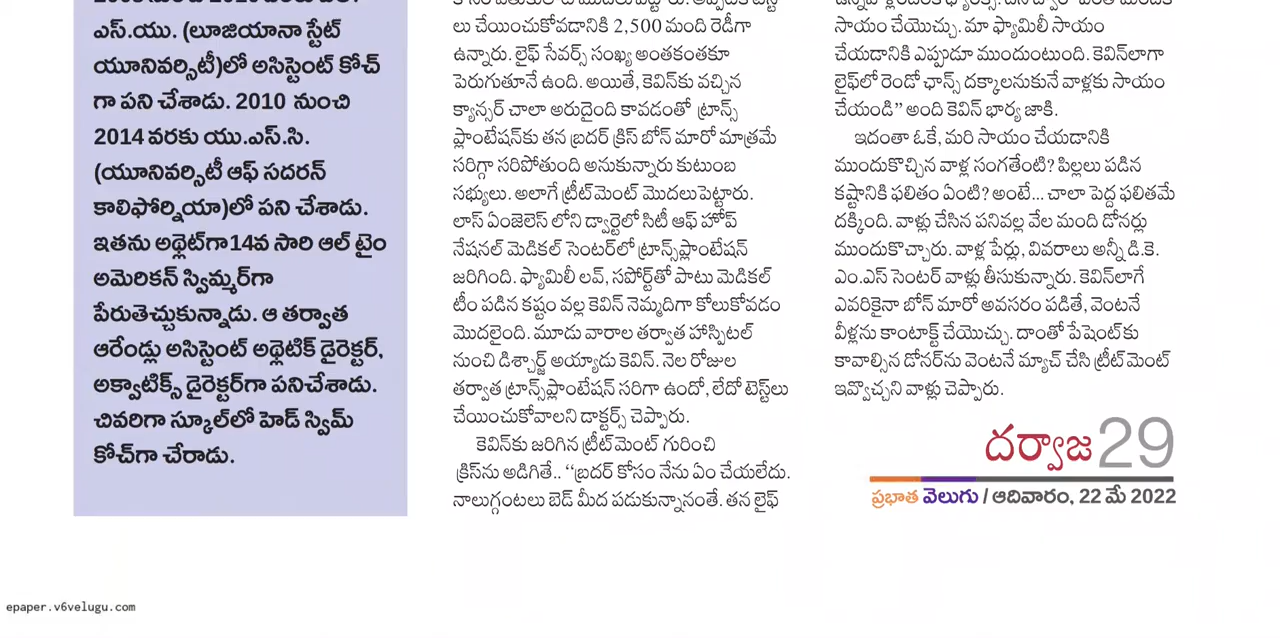 ఎస్.యు. (లూజియానా స్టేట్
యూనివర్సిటీ)లో అసిస్టెంట్ కోచ్
గా పని చేశాడు. 2010 నుంచి
2014 వరకు యు.ఎస్.సి.
(యూనివర్సిటీ ఆఫ్ సదరన్
కాలిఫోర్నియా)లో పని చేశాడు.
ఇతను అథ్లెట్‌గా14వ సారి ఆల్ టైం
అమెరికన్ స్విమ్మర్‌గా
పేరుతెచ్చుకున్నాడు. ఆ తర్వాత
ఆరేండ్లు అసిస్టెంట్ అథ్లెటిక్ డైరెక్టర్,
అక్వాటిక్స్ డైరెక్టర్‌గా పనిచేశాడు.
చివరిగా స్కూల్‌లో హెడ్ స్విమ్
కోచ్‌గా చేరాడు.
లు చేయించుకోవడానికి 2,500 మంది రెడీగా
ఉన్నారు. లైఫ్ సేవర్స్ సంఖ్య అంతకంతకూ
పెరుగుతూనే ఉంది. అయితే, కెవిన్‌కు వచ్చిన
క్యాన్సర్ చాలా అరుదైంది కావడంతో ట్రాన్స్
ప్లాంటేషన్‌కు తన బ్రదర్ క్రిస్ బోన్ మారో మాత్రమే
సరిగ్గా సరిపోతుంది అనుకున్నారు కుటుంబ
సభ్యులు. అలాగే ట్రీట్‌మెంట్ మొదలుపెట్టారు.
లాస్ ఏంజెలెస్ లోని డ్వార్టెలో సిటీ ఆఫ్ హోప్
నేషనల్ మెడికల్ సెంటర్‌లో ట్రాన్స్‌ప్లాంటేషన్
జరిగింది. ఫ్యామిలీ లవ్, సపోర్ట్‌తో పాటు మెడికల్
టీం పడిన కష్టం వల్ల కెవిన్ నెమ్మదిగా కోలుకోవడం
మొదలైంది. మూడు వారాల తర్వాత హాస్పిటల్
నుంచి డిశ్చార్జ్ అయ్యాడు కెవిన్. నెల రోజుల
తర్వాత ట్రాన్స్‌ప్లాంటేషన్ సరిగా ఉందో, లేదో టెస్ట్‌లు
చేయించుకోవాలని డాక్టర్స్ చెప్పారు.
కెవిన్‌కు జరిగిన ట్రీట్‌మెంట్ గురించి
క్రిస్‌ను అడిగితే.. ‘‘బ్రదర్ కోసం నేను ఏం చేయలేదు.
నాలుగ్గంటలు బెడ్ మీద పడుకున్నానంతే. తన లైఫ్
సాయం చేయొచ్చు. మా ఫ్యామిలీ సాయం
చేయడానికి ఎప్పుడూ ముందుంటుంది. కెవిన్‌లాగా
లైఫ్‌లో రెండో ఛాన్స్ దక్కాలనుకునే వాళ్లకు సాయం
చేయండి” అంది కెవిన్ భార్య జాకి.
ఇదంతా ఓకే, మరి సాయం చేయడానికి
ముందుకొచ్చిన వాళ్ల సంగతేంటి? పిల్లలు పడిన
కష్టానికి ఫలితం ఏంటి? అంటే... చాలా పెద్ద ఫలితమే
దక్కింది. వాళ్లు చేసిన పనివల్ల వేల మంది డోనర్లు
ముందుకొచ్చారు. వాళ్ల పేర్లు, వివరాలు అన్నీ డి.కె.
ఎం.ఎస్ సెంటర్ వాళ్లు తీసుకున్నారు. కెవిన్‌లాగే
ఎవరికైనా బోన్ మారో అవసరం పడితే, వెంటనే
వీళ్లను కాంటాక్ట్ చేయొచ్చు. దాంతో పేషెంట్‌కు
కావాల్సిన డోనర్‌ను వెంటనే మ్యాచ్ చేసి ట్రీట్‌మెంట్
ఇవ్వొచ్చని వాళ్లు చెప్పారు.
దర్వాజ 29
ప్రభాత వెలుగు / ఆదివారం, 22 మే 2022
epaper.v6velugu.com